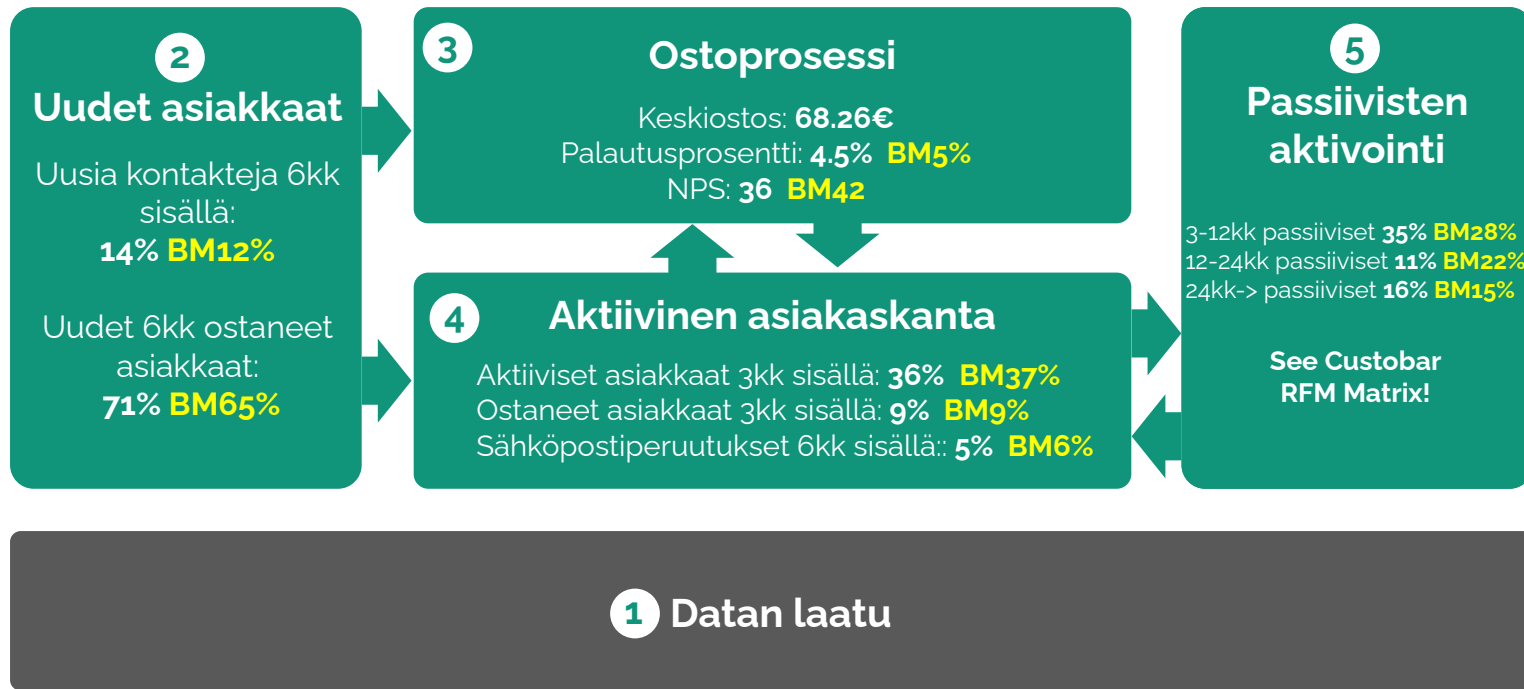 2
Uudet asiakkaat
Uusia kontakteja 6kk
sisällä:
14% BM12%
Uudet 6kk ostaneet
asiakkaat:
71% BM65%
3
Ostoprosessi
Keskiostos: 68.26€
Palautusprosentti: 4.5% BM5%
NPS: 36 BM42
4
Aktiivinen asiakaskanta
Aktiiviset asiakkaat 3kk sisällä: 36% BM37%
Ostaneet asiakkaat 3kk sisällä: 9% BM9%
Sähköpostiperuutukset 6kk sisällä:: 5% BM6%
5
Passiivisten
aktivointi
3-12kk passiiviset 35% BM28%
12-24kk passiiviset 11% BM22%
24kk-> passiiviset 16% BM15%
See Custobar
RFM Matrix!
1 Datan laatu